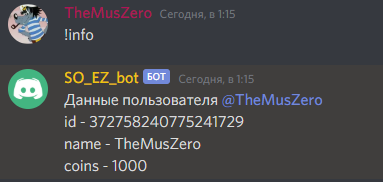 TheMusZero Сегодня, в 1:15
!info
SO_EZ_bot БОТ Сегодня, в 1:15
Данные пользователя @TheMusZero
id - 372758240775241729
name - TheMusZero
coins - 1000